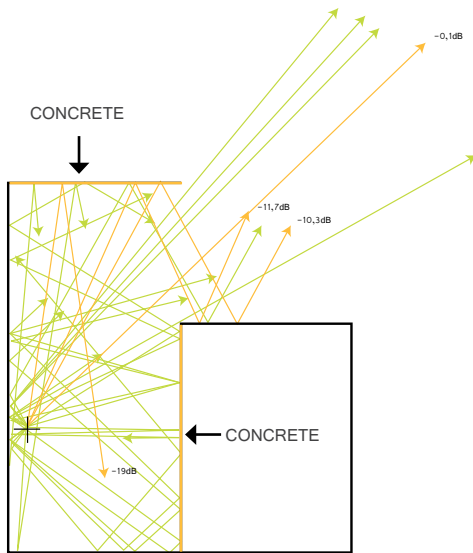 -0,1dB
CONCRETE
-11,7dB
-10,3dB
CONCRETE
-19dB